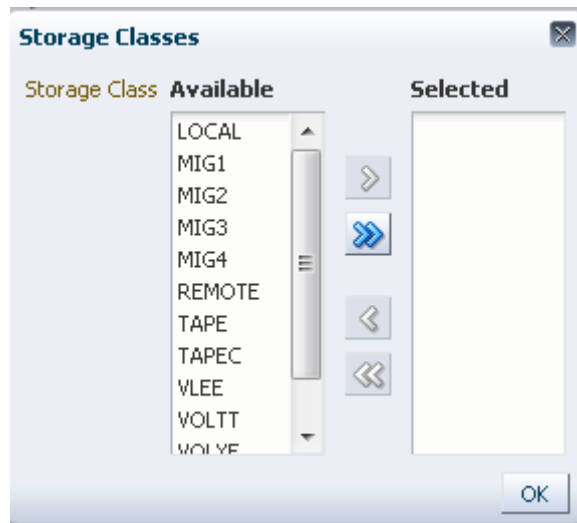 Storage Classes
Storage Class Available Selected
LOCAL
MIG1
MIG2
MIG3
MIG4
REMOTE
TAPE
TAPEC
VLEE
VOLTT
OK